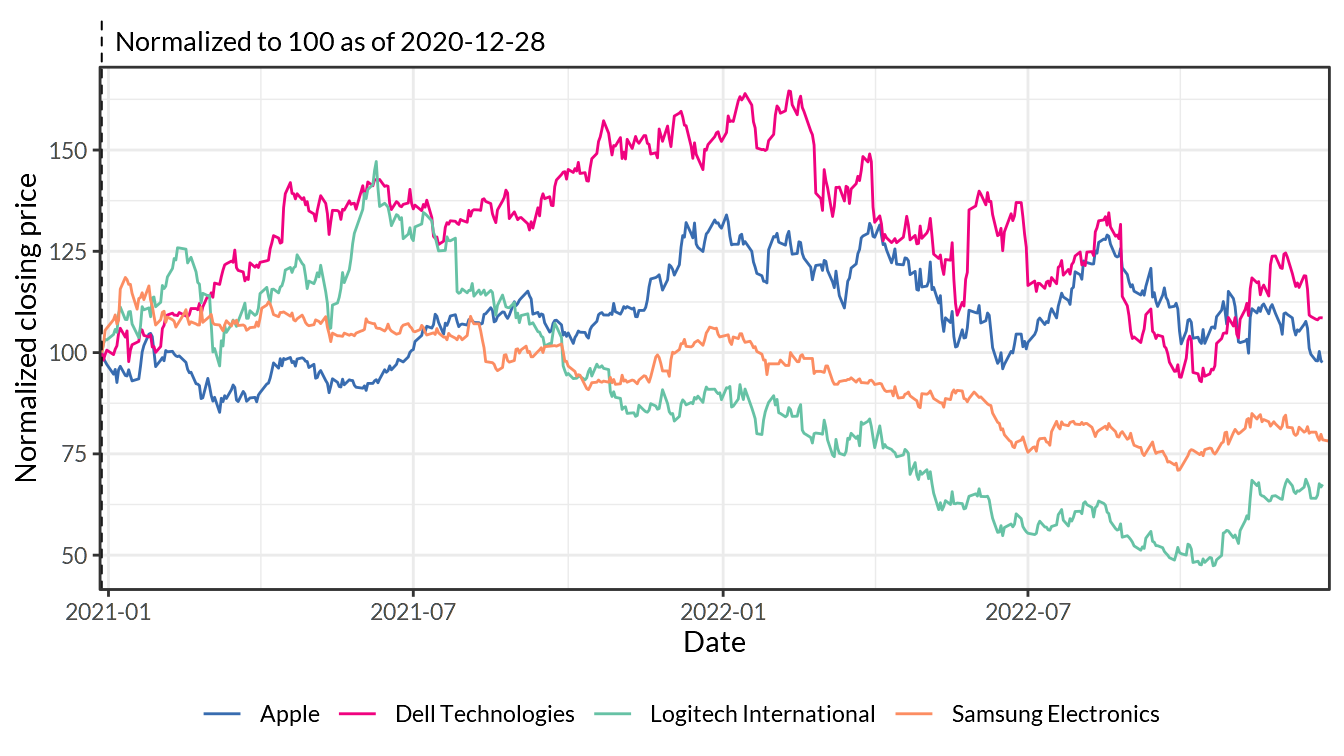 Normalized to 100 as of 2020-12-28
Normalized closing price
150
125
100
75
50
2021-01 2021-07 2022-01 2022-07
Date
Apple Dell Technologies Logitech International Samsung Electronics